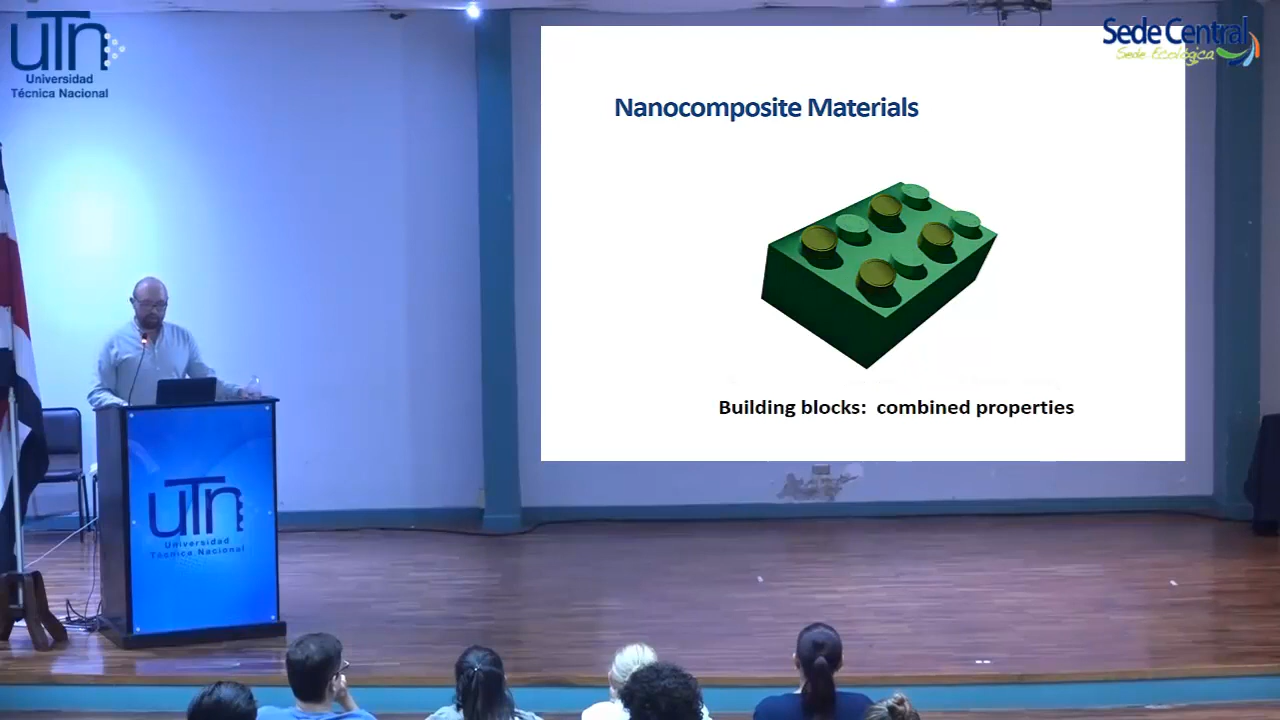 UTn
Universidad
Técnica Nacional
Sede Central
Sede Ecológica
Nanocomposite Materials
Building blocks: combined properties
UTn
Universidad
Técnica Nacional